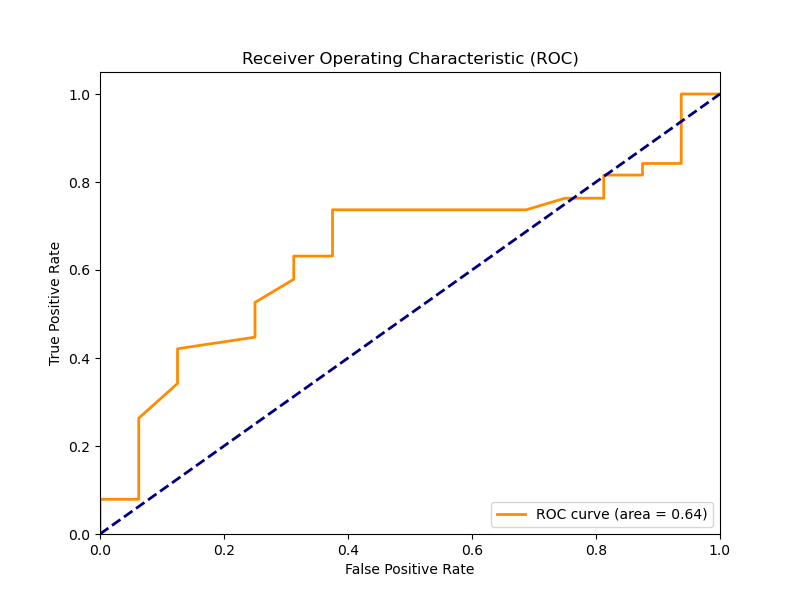 Receiver Operating Characteristic (ROC)
1.0
0.8
0.6
0.4
0.2
0.0
True Positive Rate
ROC curve (area = 0.64)
0.0 0.2 0.4 0.6 0.8 1.0
False Positive Rate